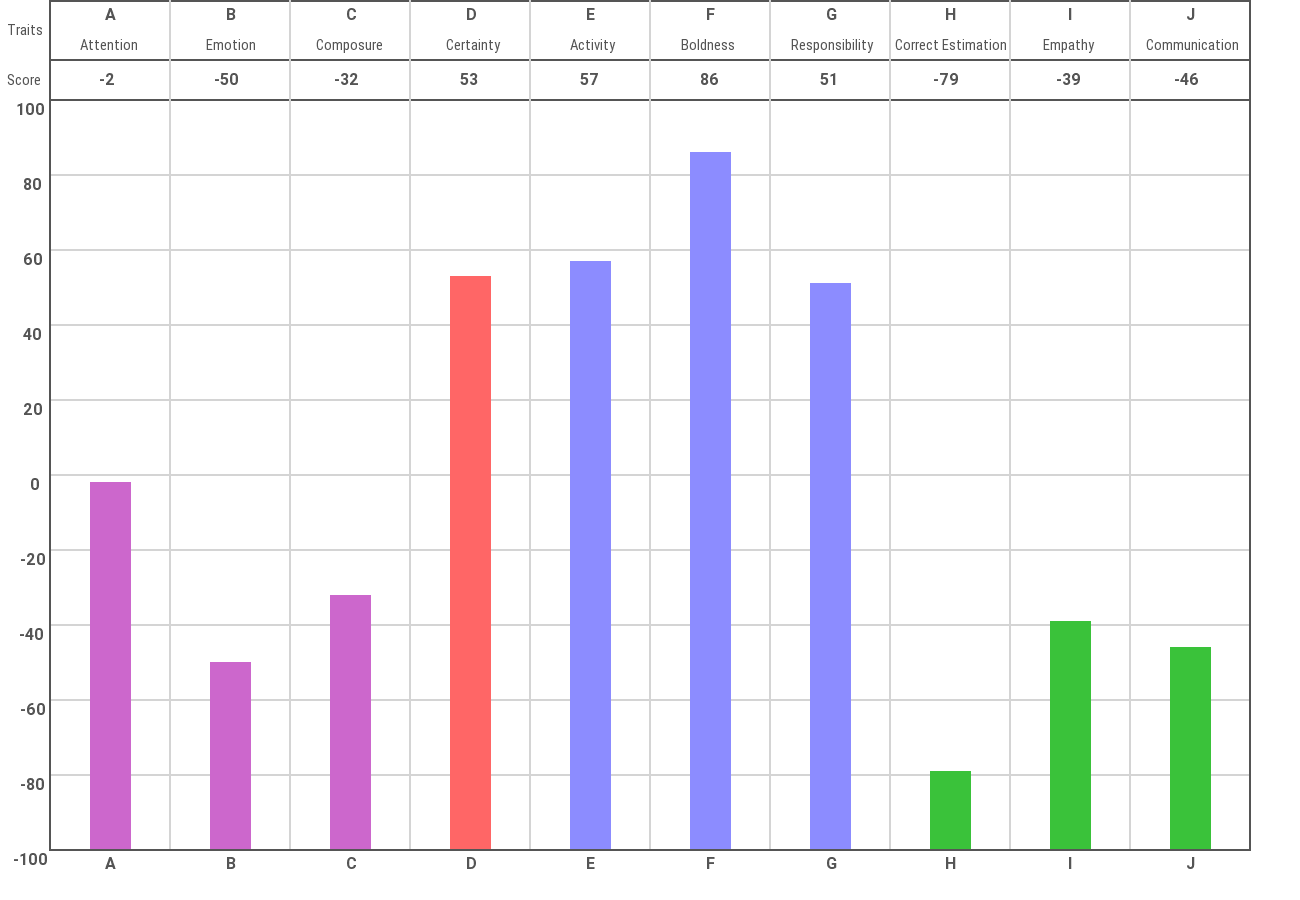 A B C D E F G H I J
Traits
Attention Emotion Composure Certainty Activity Boldness Responsibility Correct Estimation Empathy Communication
Score -2 -50 -32 53 57 86 51 -79 -39 -46
100
80
60
40
20
0
-20
-40
-60
-80
-100
A B C D E F G H I J